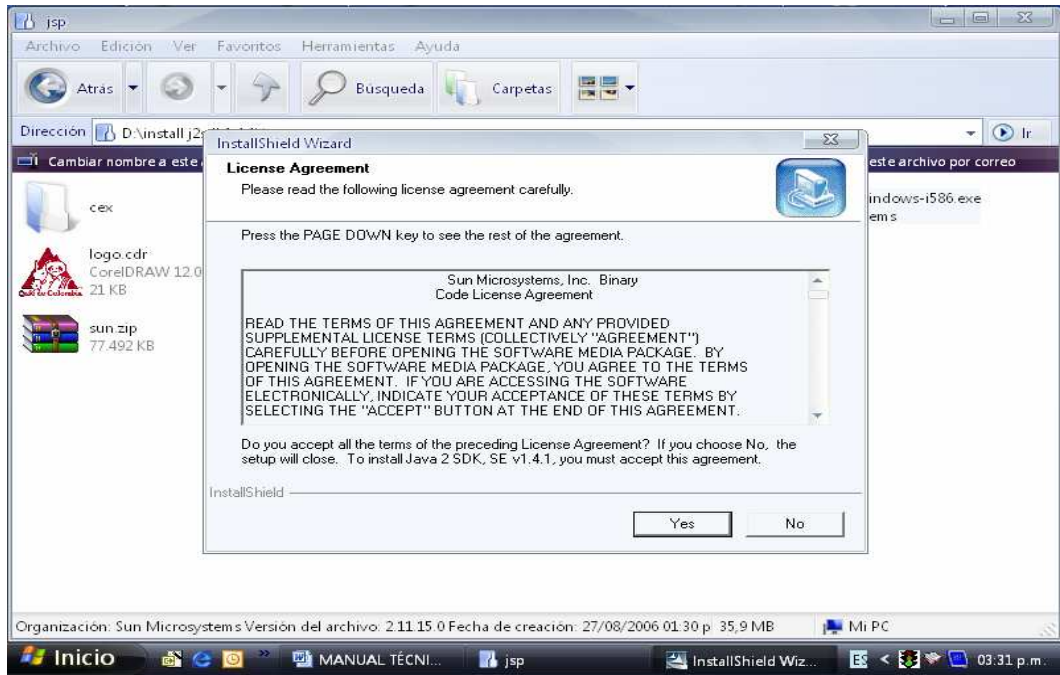 jsp
Archivo Edición Ver Favoritos Herramientas Ayuda
Atrás Búsqueda Carpetas
Dirección D:\install Ir
InstallShield Wizard
Cambiar nombre a este
este archivo por correo
License Agreement
Please read the following license agreement carefully.
cex
indows-i586.exe
ems
Press the PAGE DOWN key to see the rest of the agreement.
logo.cdr
CorelDRAW 12.0
21 KB
sun.zip
77.492 KB
Sun Microsystems, Inc. Binary
Code License Agreement
READ THE TERMS OF THIS AGREEMENT AND ANY PROVIDED
SUPPLEMENTAL LICENSE TERMS (COLLECTIVELY "AGREEMENT")
CAREFULLY BEFORE OPENING THE SOFTWARE MEDIA PACKAGE. BY
OPENING THE SOFTWARE MEDIA PACKAGE, YOU AGREE TO THE TERMS
OF THIS AGREEMENT. IF YOU ARE ACCESSING THE SOFTWARE
ELECTRONICALLY, INDICATE YOUR ACCEPTANCE OF THESE TERMS BY
SELECTING THE "ACCEPT" BUTTON AT THE END OF THIS AGREEMENT.
Do you accept all the terms of the preceding License Agreement? If you choose No, the
setup will close. To install Java 2 SDK, SE v1.4.1, you must accept this agreement.
InstallShield
Yes No
Organización: Sun Microsystems Versión del archivo: 2.11.15.0 Fecha de creación: 27/08/2006 01:30 p 35,9 MB Mi PC
Inicio MANUAL TÉCNI... jsp InstallShield Wiz... ES 03:31 p.m.